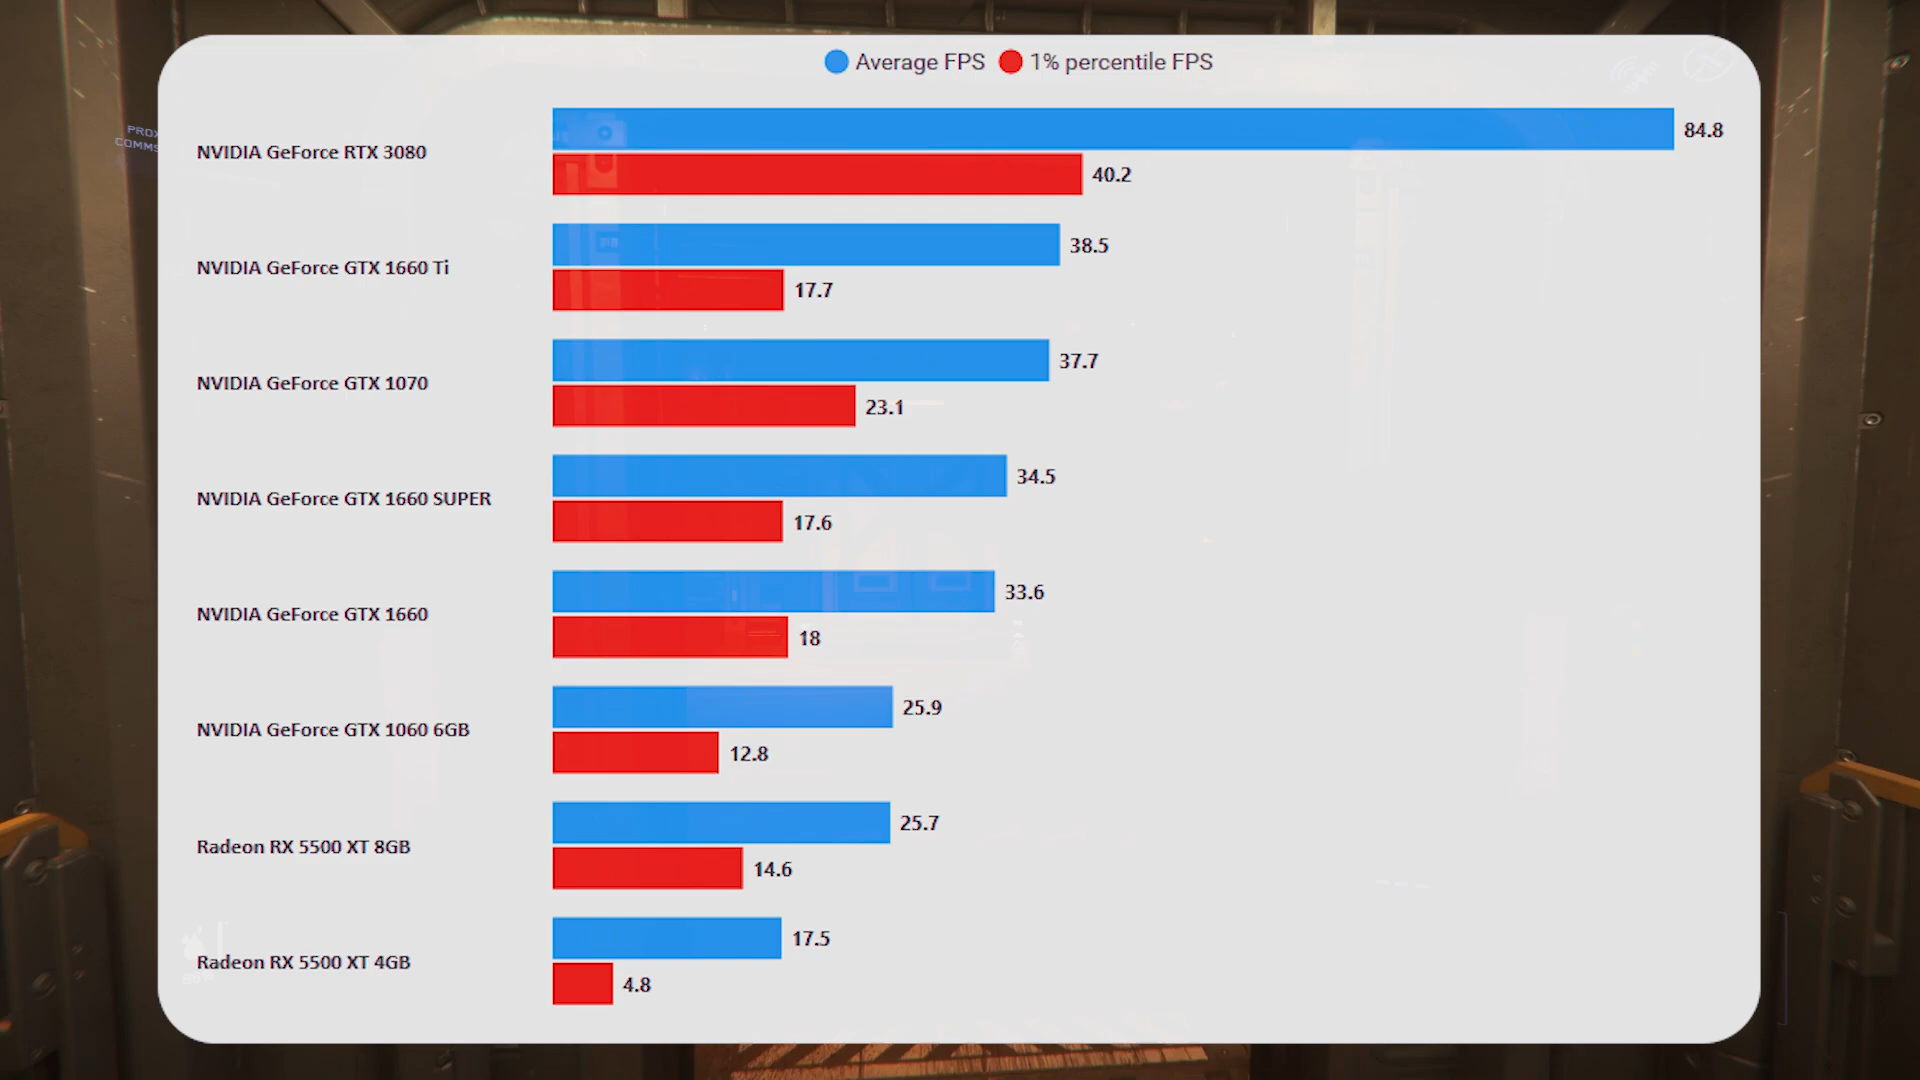 Average FPS 1% percentile FPS
NVIDIA GeForce RTX 3080
84.8
40.2
NVIDIA GeForce GTX 1660 Ti
38.5
17.7
NVIDIA GeForce GTX 1070
37.7
23.1
NVIDIA GeForce GTX 1660 SUPER
34.5
17.6
NVIDIA GeForce GTX 1660
33.6
18
NVIDIA GeForce GTX 1060 6GB
25.9
12.8
Radeon RX 5500 XT 8GB
25.7
14.6
Radeon RX 5500 XT 4GB
17.5
4.8